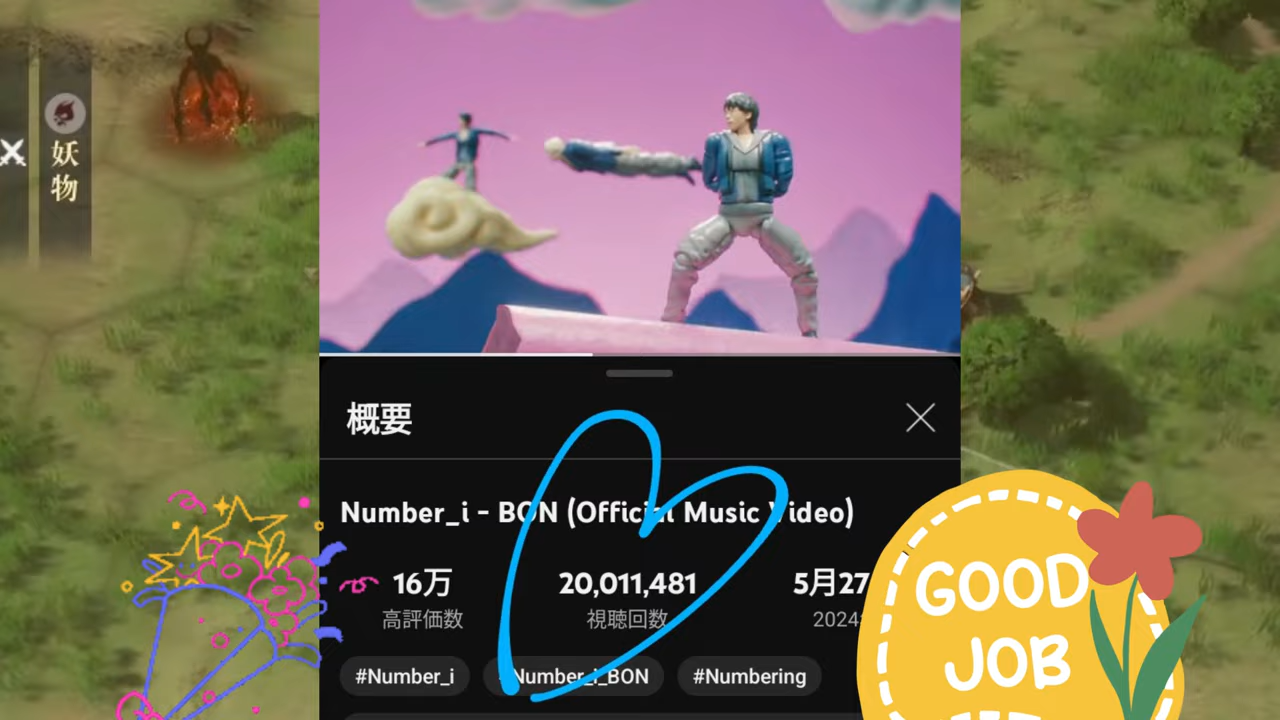 妖物
概要
Number_i - BON (Official Music Video)
16万
20,011,481
5月27
高評価数
視聴回数
2024
#Number_i
#Number_i_BON
#Numbering
GOOD
JOB